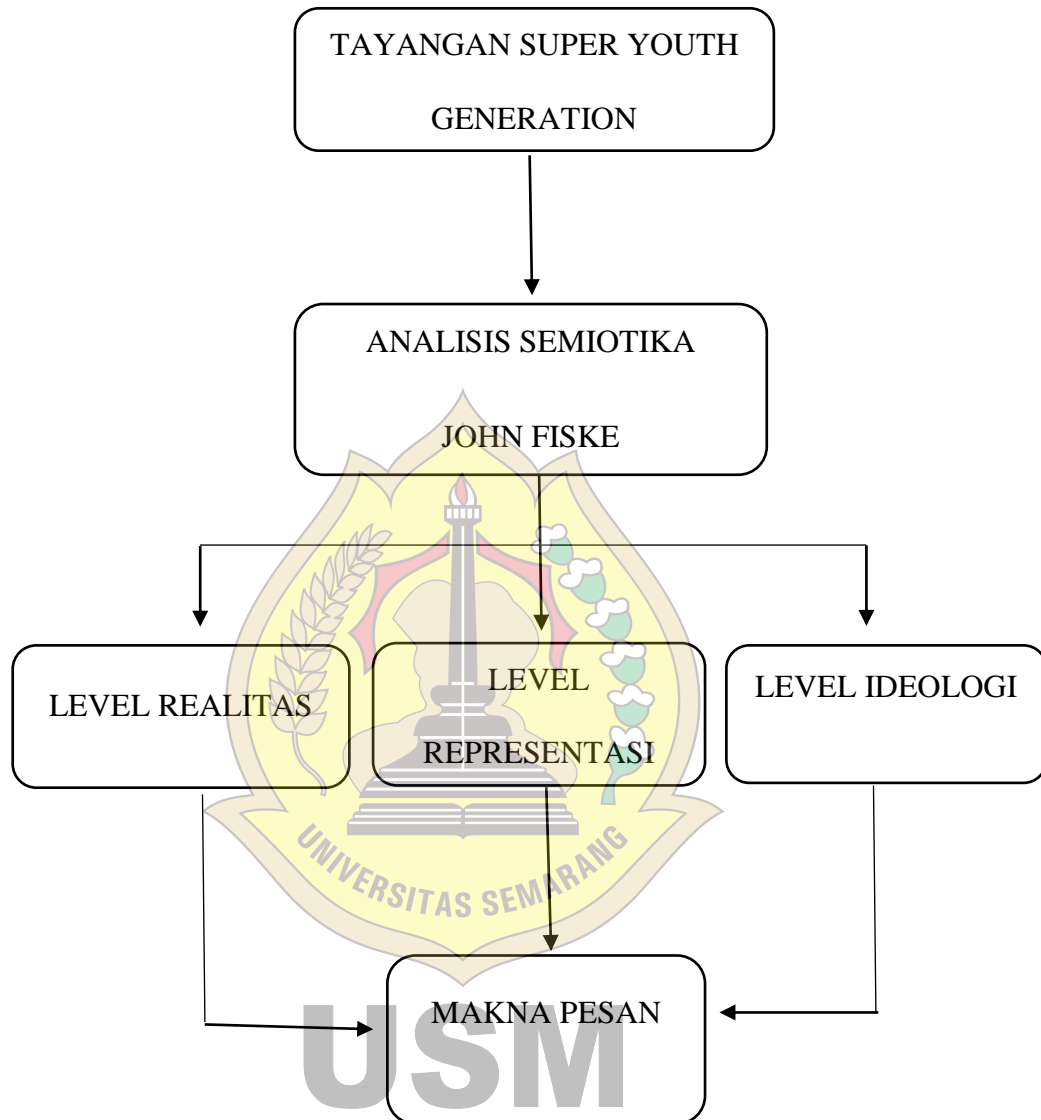 TAYANGAN SUPER YOUTH
GENERATION
ANALISIS SEMIOTIKA
JOHN FISKE
LEVEL REALITAS
LEVEL
REPRESENTASI
LEVEL IDEOLOGI
UNIVERSITAS SEMARANG
MAKNA PESAN
USM